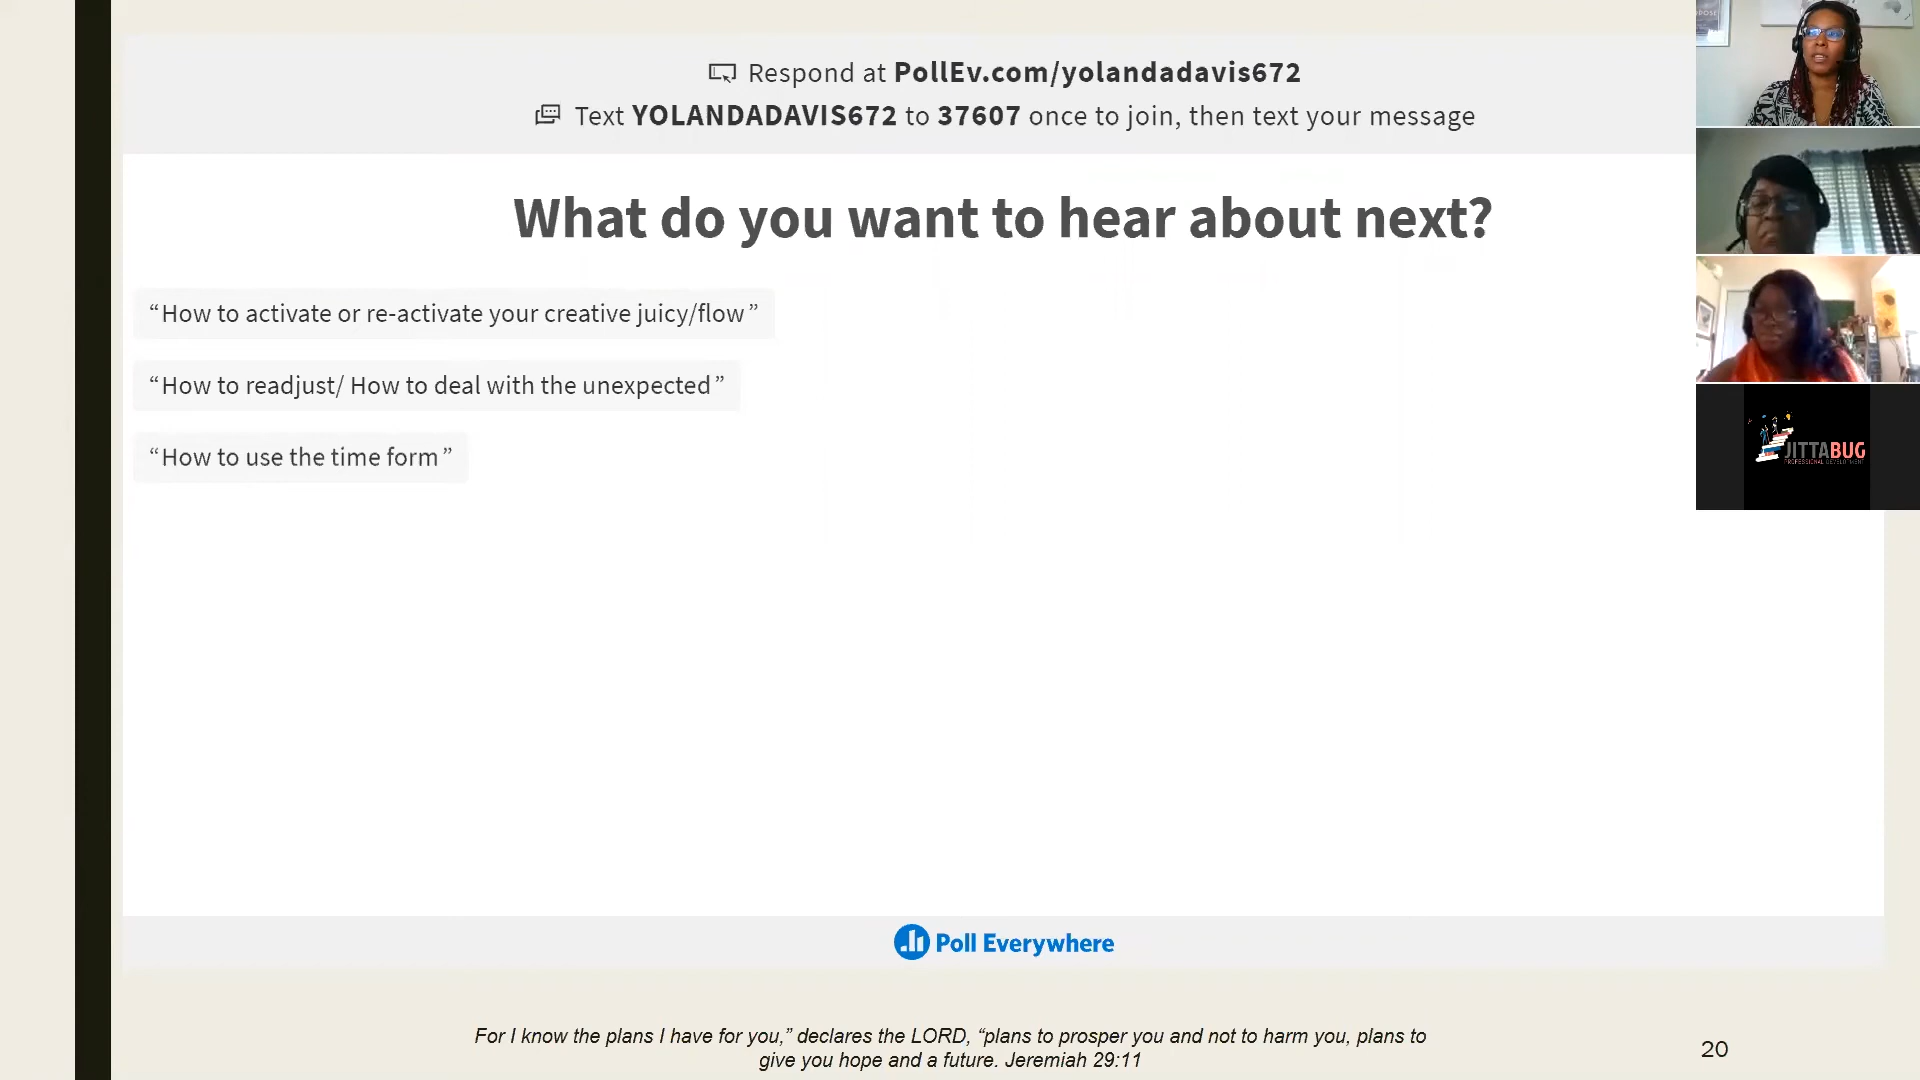 Respond at PollEv.com/yolandadavis672
Text YOLANDADAVIS672 to 37607 once to join, then text your message
What do you want to hear about next?
“How to activate or re-activate your creative juicy/flow”
“How to readjust/ How to deal with the unexpected”
“How to use the time form”
JITTABUG
PROFESSIONAL DEVELOPMENT
Poll Everywhere
For I know the plans I have for you,” declares the LORD, “plans to prosper you and not to harm you, plans to
give you hope and a future. Jeremiah 29:11
20